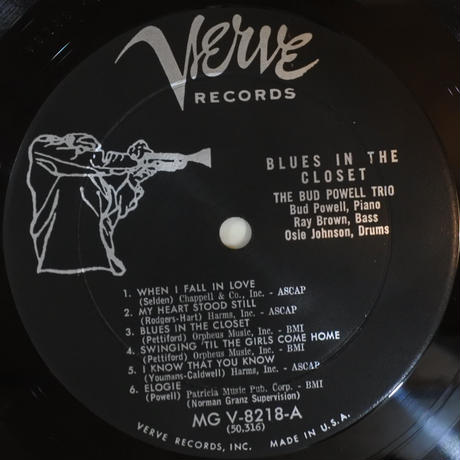 Verve
RECORDS
BLUES IN THE
CLOSET
THE BUD POWELL TRIO
Bud Powell, Piano
Ray Brown, Bass
Osie Johnson, Drums
1. WHEN I FALL IN LOVE
(Selden) Chappell & Co., Inc. - ASCAP
2. MY HEART STOOD STILL
(Rodgers-Hart) Harms, Inc. - ASCAP
3. BLUES IN THE CLOSET
(Pettiford) Orpheus Music, Inc. - BMI
4. SWINGING 'TIL THE GIRLS COME HOME
(Pettiford) Orpheus Music, Inc. - BMI
5. I KNOW THAT YOU KNOW
(Youmans-Caldwell) Harms, Inc. - ASCAP
6. ELOGIE
(Powell) Patricia Music Pub. Corp. - BMI
(Norman Granz Supervision)
MG V-8218-A
(50,316)
VERVE RECORDS, INC. MADE IN U.S.A.